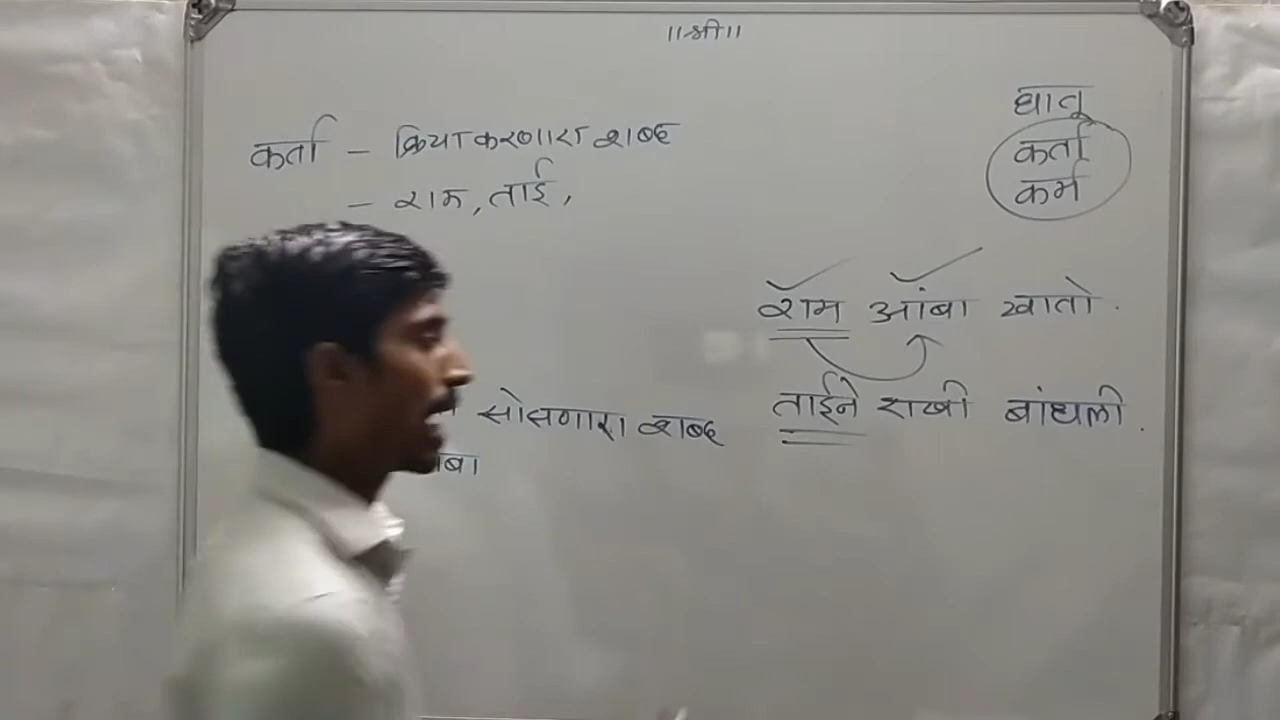 ॥श्री॥
कर्ता – क्रिया करणारा शब्द
– राम, ताई,
सोसणारा शब्द
धातू
कर्ता
कर्म
राम आंबा खातो.
ताईने राखी बांधली.